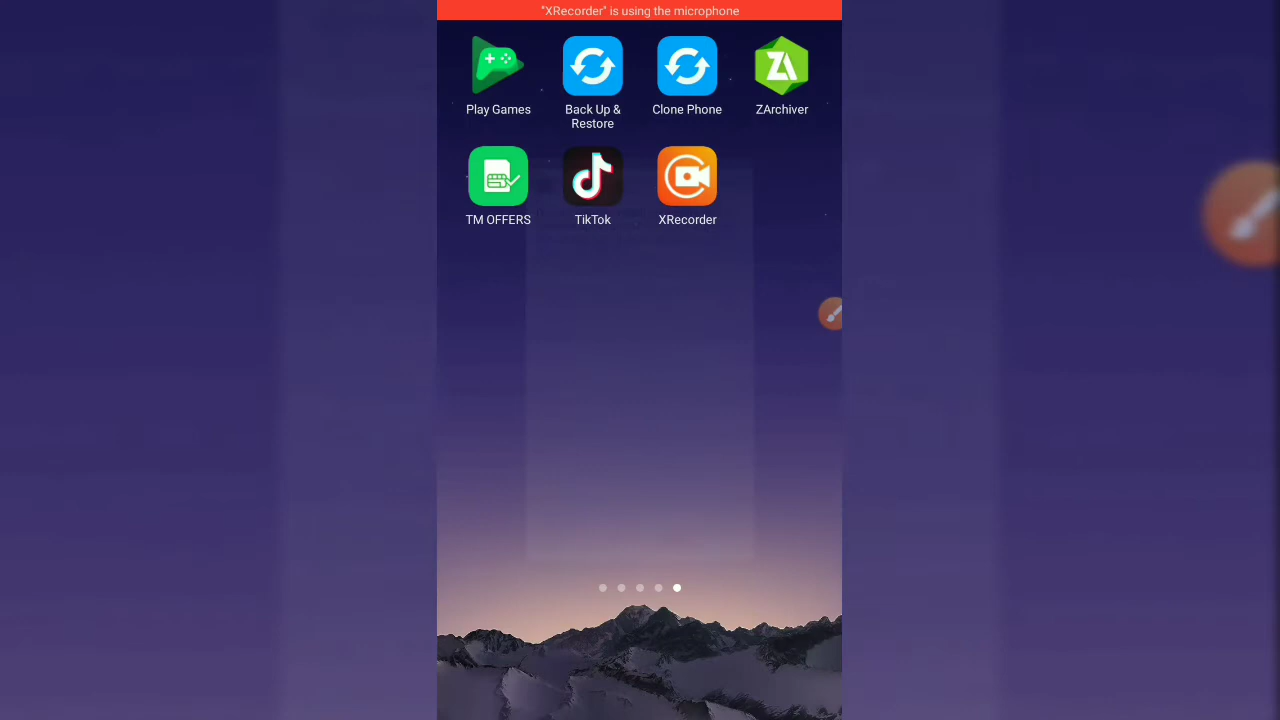 "XRecorder" is using the microphone
Play Games
Back Up &
Restore
Clone Phone
ZArchiver
TM OFFERS
TikTok
XRecorder